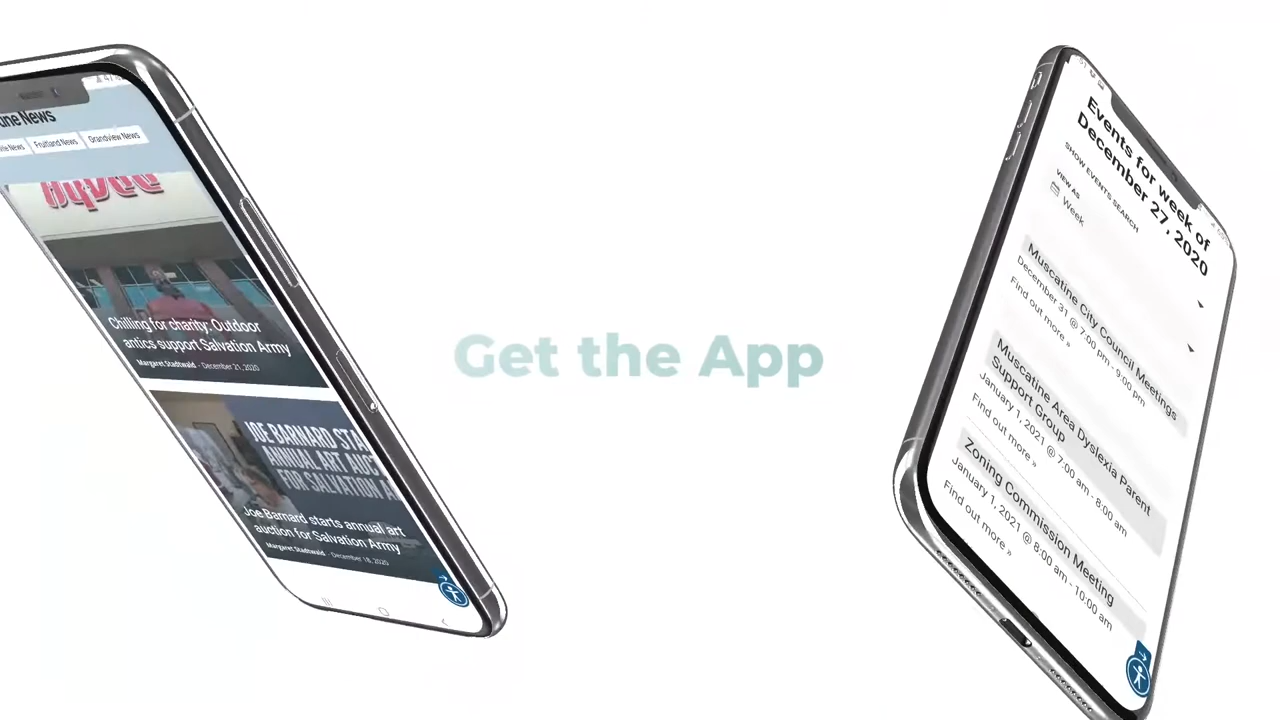 Fruitland News
Grandview News
Chilling for charity: Outdoor
antics support Salvation Army
Margaret Stadtwald - December 21, 2020
JOE BARNARD
ANNUAL ART
FOR SALVATION
Joe Barnard starts annual art
auction for Salvation Army
Margaret Stadtwald - December 18, 2020
Get the App
Events for week of
December 27, 2020
SHOW EVENTS SEARCH
VIEW AS
Week
Muscatine City Council Meetings
December 31 @ 7:00 pm - 9:00 pm
Find out more »
Muscatine Area Dyslexia Parent
Support Group
January 1, 2021 @ 7:00 am - 8:00 am
Find out more »
Zoning Commission Meeting
January 1, 2021 @ 8:00 am - 10:00 am
Find out more »